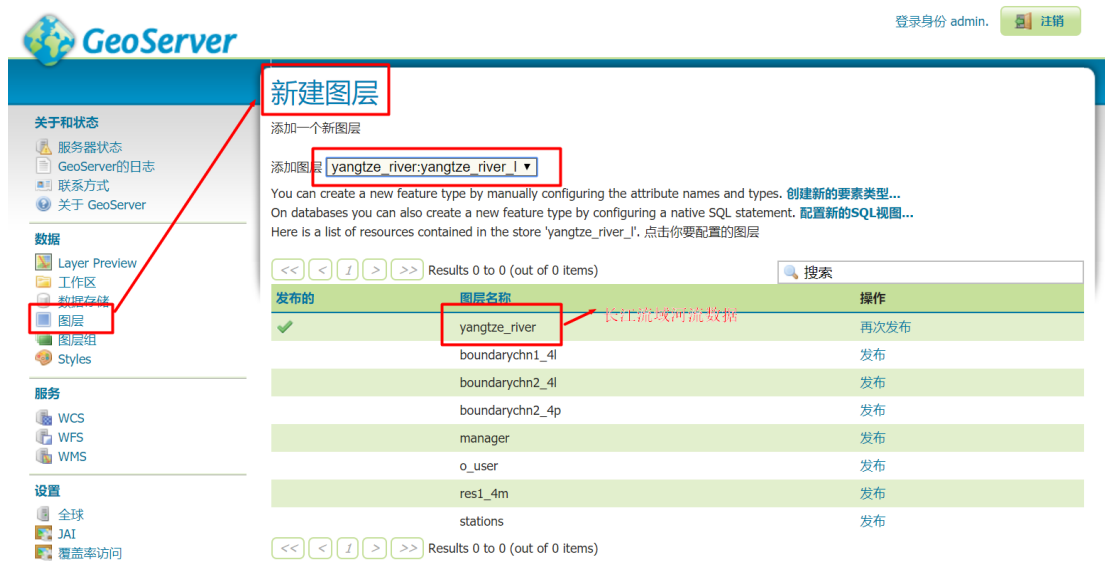 登录身份 admin.
注销
GeoServer
新建图层
添加一个新图层
添加图层 yangtze_river:yangtze_river_l
You can create a new feature type by manually configuring the attribute names and types. 创建新的要素类型...
On databases you can also create a new feature type by configuring a native SQL statement. 配置新的SQL视图...
Here is a list of resources contained in the store 'yangtze_river_l'. 点击你要配置的图层
<< < 1 > >> Results 0 to 0 (out of 0 items)
搜索
发布的 图层名称 操作
yangtze_river 长江流域河流数据 再次发布
boundarychn1_4l 发布
boundarychn2_4l 发布
boundarychn2_4p 发布
manager 发布
o_user 发布
res1_4m 发布
stations 发布
<< < 1 > >> Results 0 to 0 (out of 0 items)
关于和状态
服务器状态
GeoServer的日志
联系方式
关于 GeoServer
数据
Layer Preview
工作区
数据存储
图层
图层组
Styles
服务
WCS
WFS
WMS
设置
全球
JAI
覆盖率访问